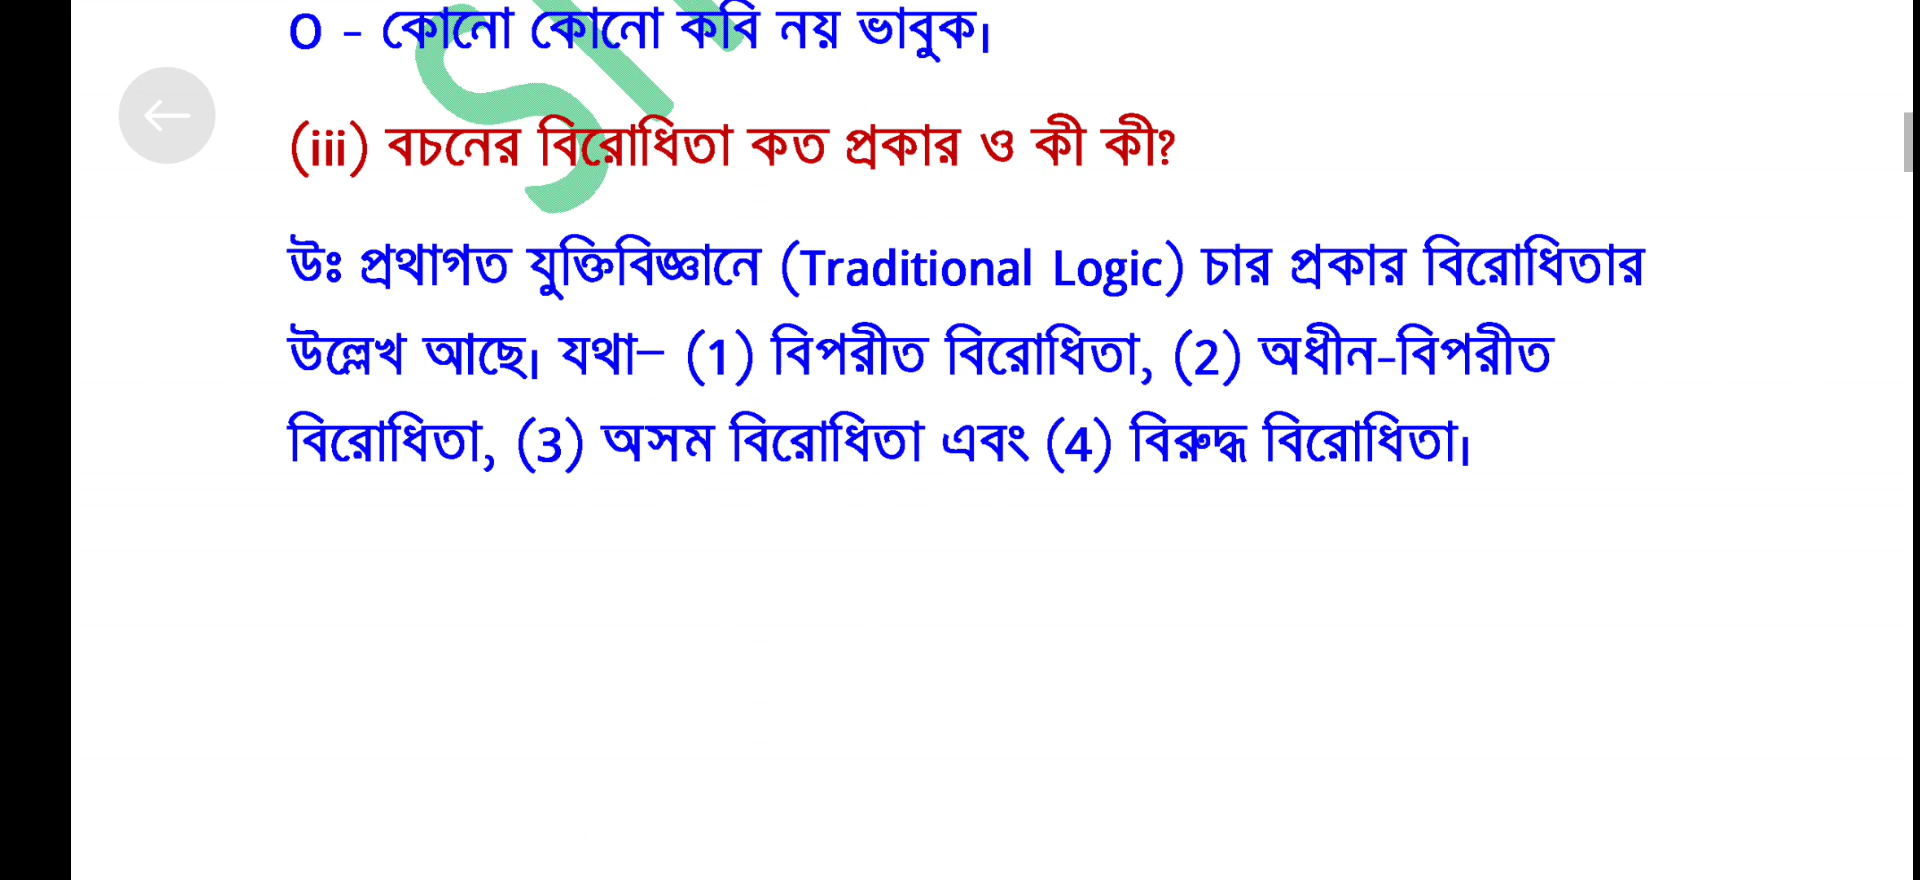 O - কোনো কোনো কবি নয় ভাবুক।
(iii) বচনের বিরোধিতা কত প্রকার ও কী কী?
উঃ প্রথাগত যুক্তিবিজ্ঞানে (Traditional Logic) চার প্রকার বিরোধিতার
উল্লেখ আছে। যথা– (1) বিপরীত বিরোধিতা, (2) অধীন-বিপরীত
বিরোধিতা, (3) অসম বিরোধিতা এবং (4) বিরুদ্ধ বিরোধিতা।